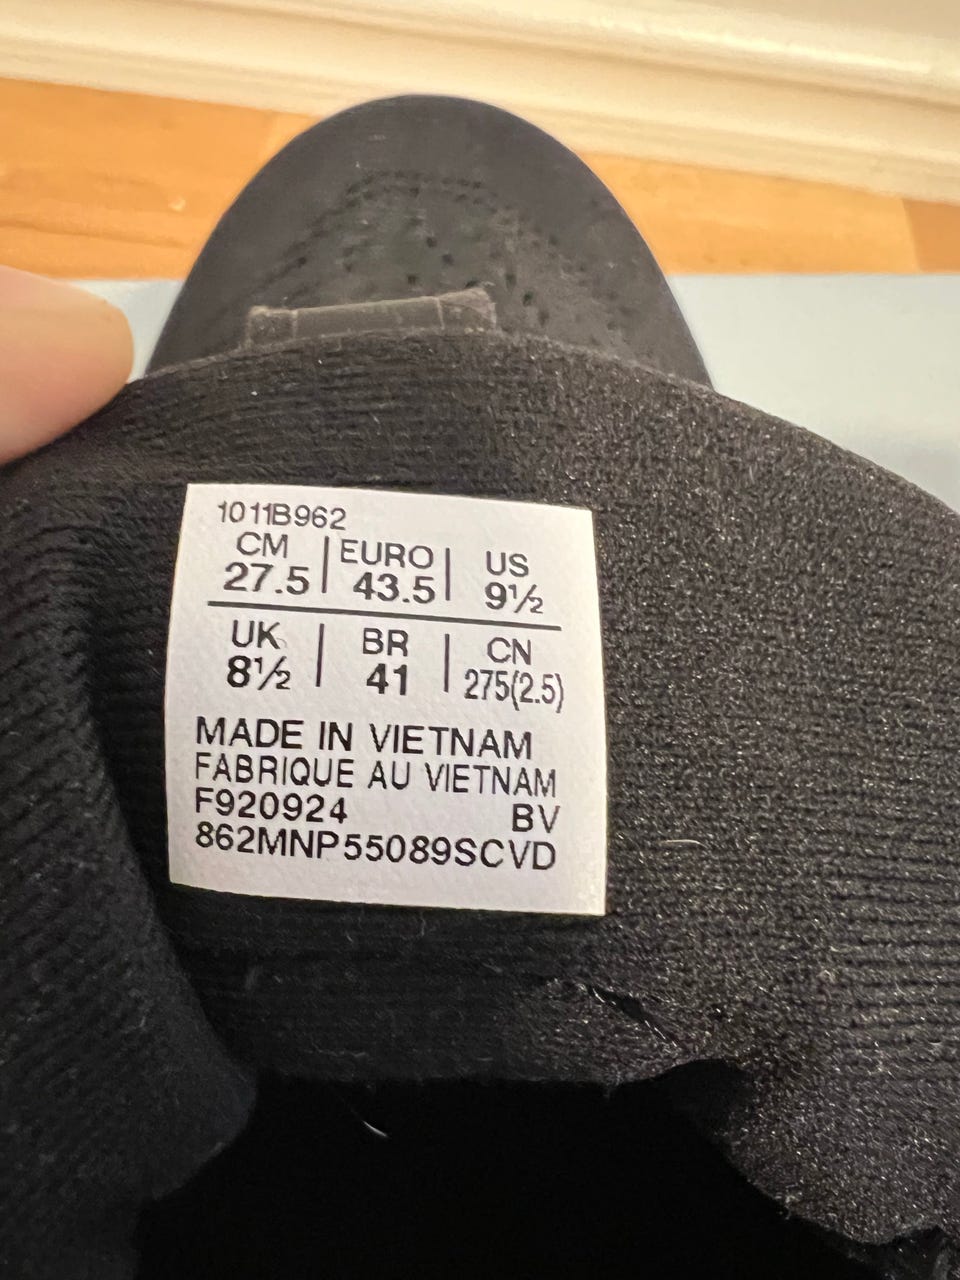 1011B962
CM | EURO | US
27.5 | 43.5 | 9½
UK | BR | CN
8½ | 41 | 275(2.5)
MADE IN VIETNAM
FABRIQUE AU VIETNAM
F920924 BV
862MNP55089SCVD